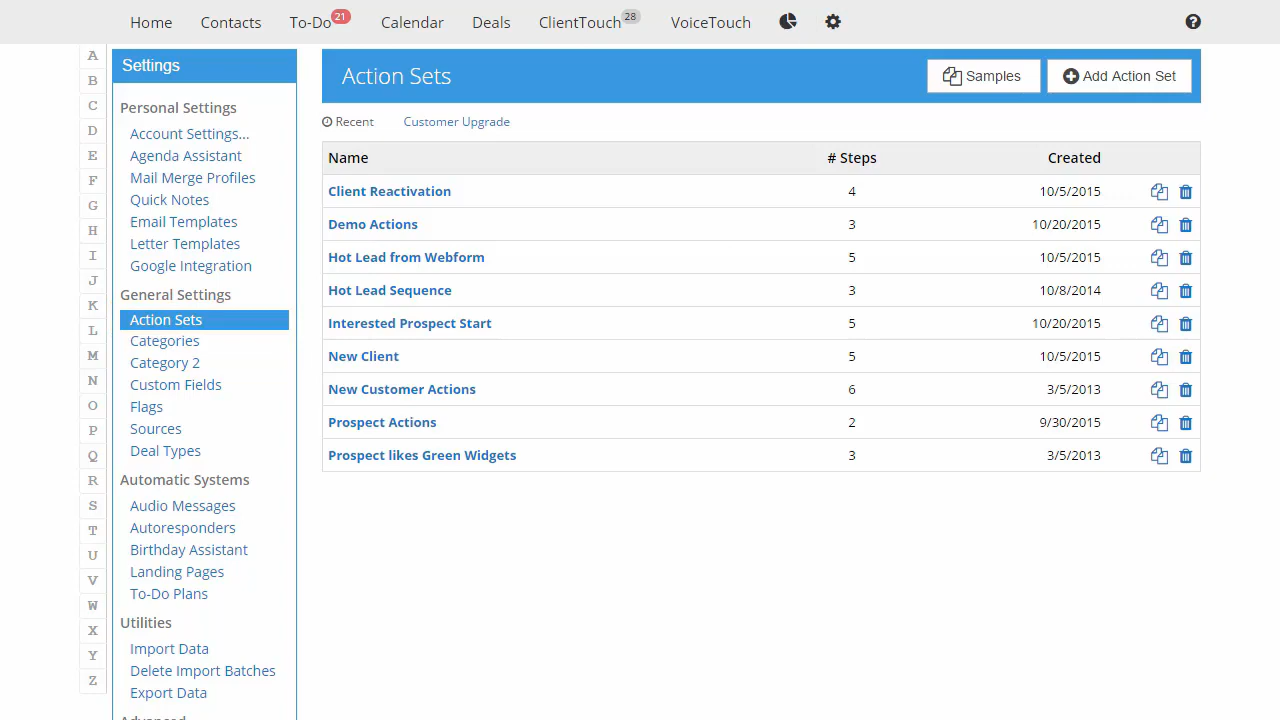 Home Contacts To-Do 21 Calendar Deals ClientTouch 28 VoiceTouch
A
B
C
D
E
F
G
H
I
J
K
L
M
N
O
P
Q
R
S
T
U
V
W
X
Y
Z
Settings
Personal Settings
Account Settings...
Agenda Assistant
Mail Merge Profiles
Quick Notes
Email Templates
Letter Templates
Google Integration
General Settings
Action Sets
Categories
Category 2
Custom Fields
Flags
Sources
Deal Types
Automatic Systems
Audio Messages
Autoresponders
Birthday Assistant
Landing Pages
To-Do Plans
Utilities
Import Data
Delete Import Batches
Export Data
Advanced
Action Sets Samples Add Action Set
Recent Customer Upgrade
Name # Steps Created
Client Reactivation 4 10/5/2015
Demo Actions 3 10/20/2015
Hot Lead from Webform 5 10/5/2015
Hot Lead Sequence 3 10/8/2014
Interested Prospect Start 5 10/20/2015
New Client 5 10/5/2015
New Customer Actions 6 3/5/2013
Prospect Actions 2 9/30/2015
Prospect likes Green Widgets 3 3/5/2013